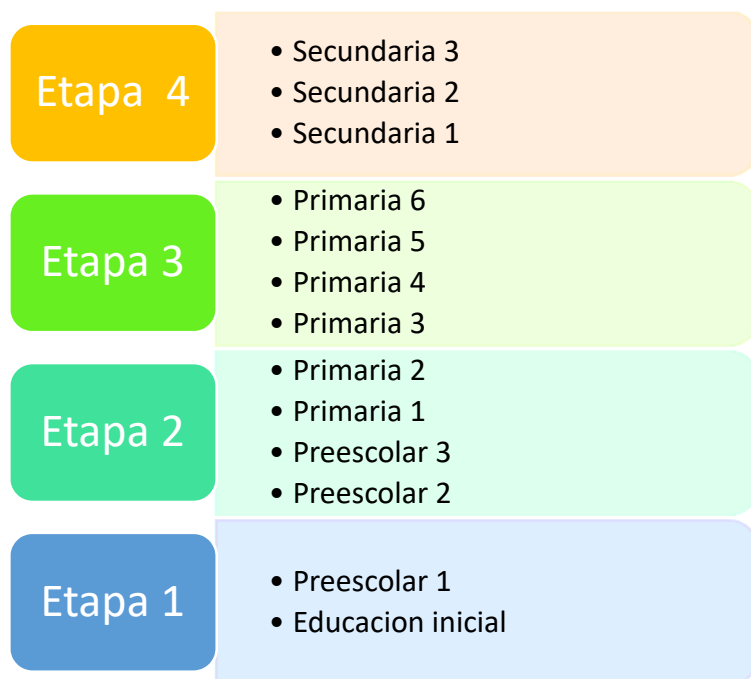 Etapa  4
• Secundaria 3
• Secundaria 2
• Secundaria 1
Etapa 3
• Primaria 6
• Primaria 5
• Primaria 4
• Primaria 3
Etapa 2
• Primaria 2
• Primaria 1
• Preescolar 3
• Preescolar 2
Etapa 1
• Preescolar 1
• Educacion inicial